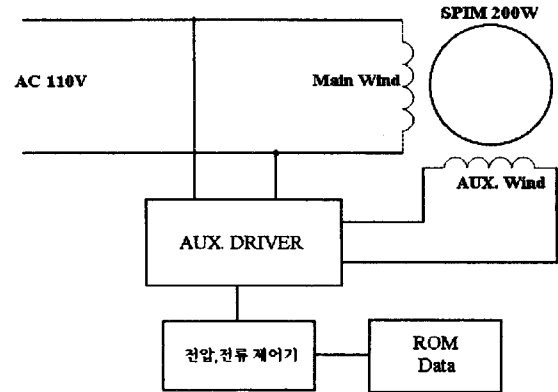 SPIM 200W
AC 110V
Main Wind
AUX. Wind
AUX. DRIVER
전압,전류 제어기
ROM
Data